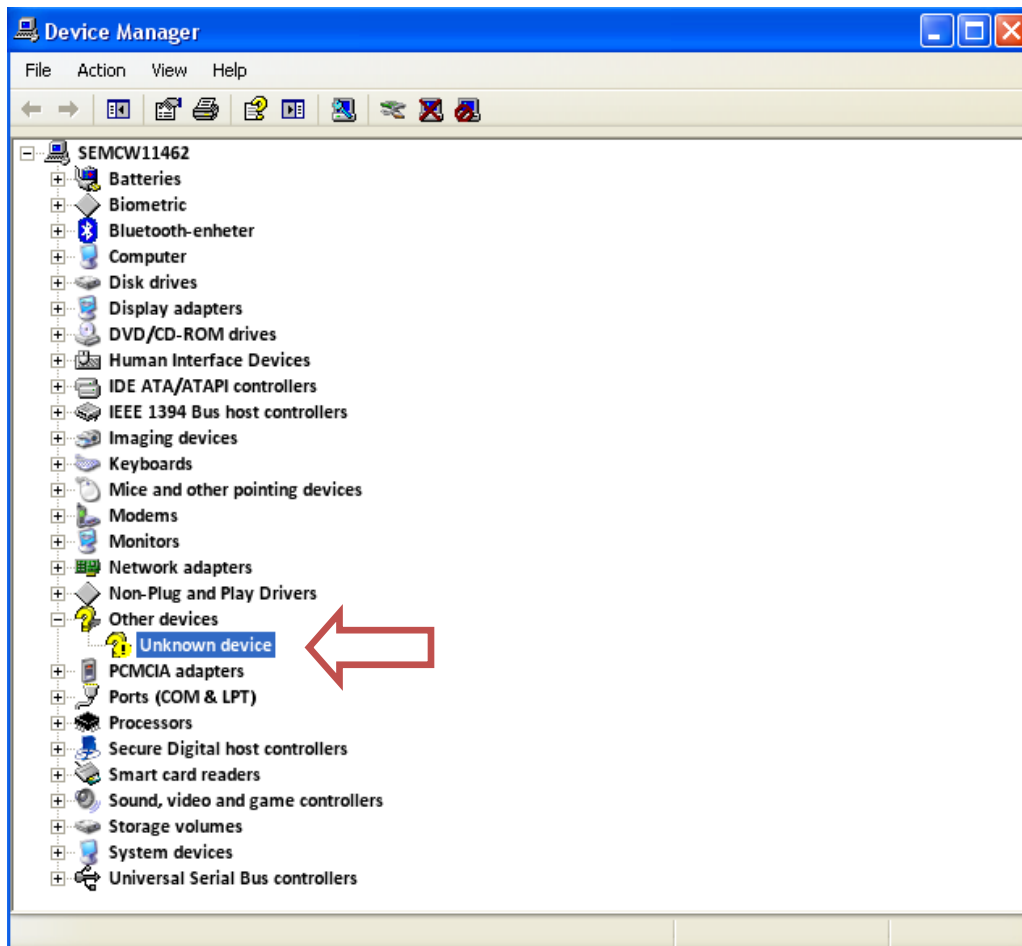 Device Manager
File Action View Help
SEMCW11462
Batteries
Biometric
Bluetooth-enheter
Computer
Disk drives
Display adapters
DVD/CD-ROM drives
Human Interface Devices
IDE ATA/ATAPI controllers
IEEE 1394 Bus host controllers
Imaging devices
Keyboards
Mice and other pointing devices
Modems
Monitors
Network adapters
Non-Plug and Play Drivers
Other devices
Unknown device
PCMCIA adapters
Ports (COM & LPT)
Processors
Secure Digital host controllers
Smart card readers
Sound, video and game controllers
Storage volumes
System devices
Universal Serial Bus controllers